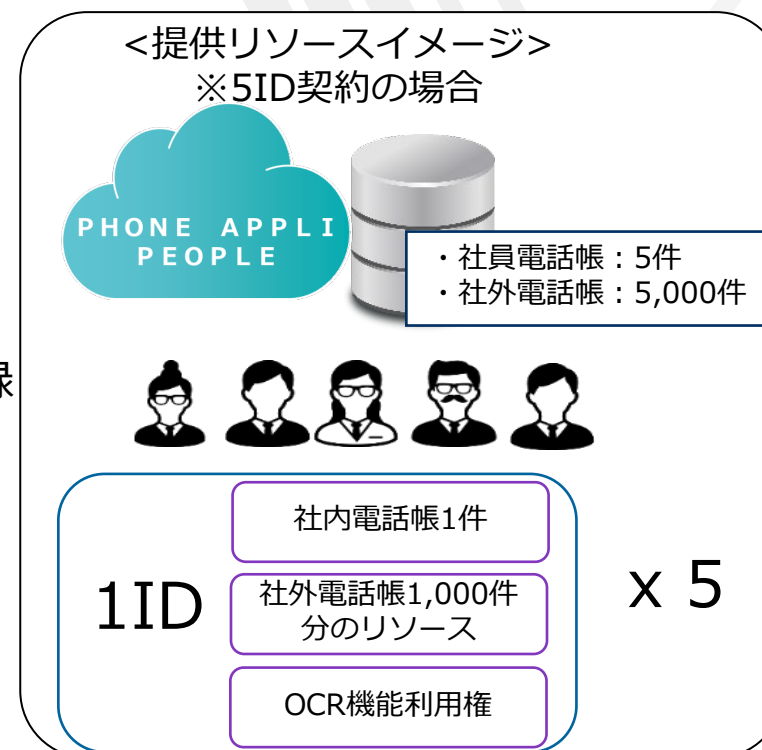 <提供リソースイメージ>
※5ID契約の場合
PHONE APPLI
PEOPLE
・社員電話帳：5件
・社外電話帳：5,000件
録
1ID
社内電話帳1件
社外電話帳1,000件
分のリソース
OCR機能利用権
x 5